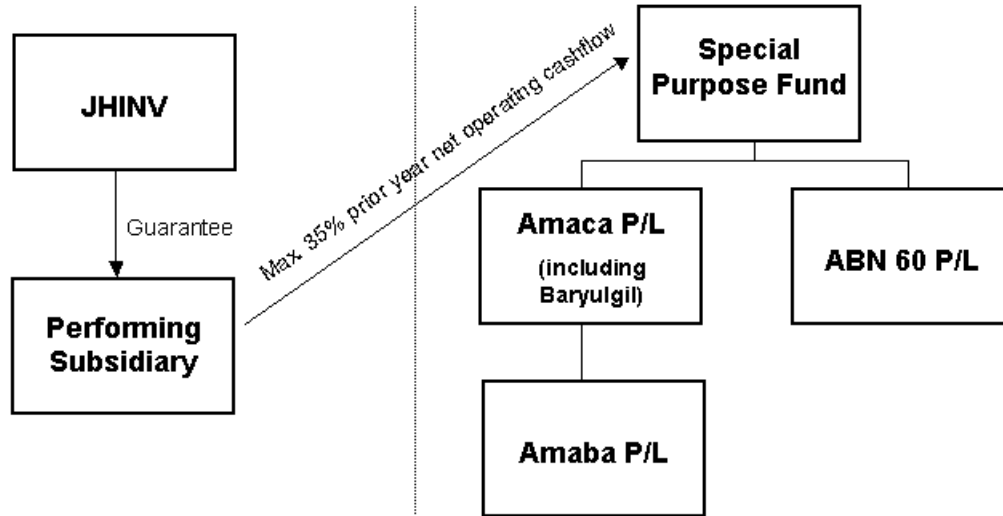 JHINV
Guarantee
Performing
Subsidiary
Max. 35% prior year net operating cashflow
Special
Purpose Fund
Amaca P/L
(including
Baryulgil)
ABN 60 P/L
Amaba P/L